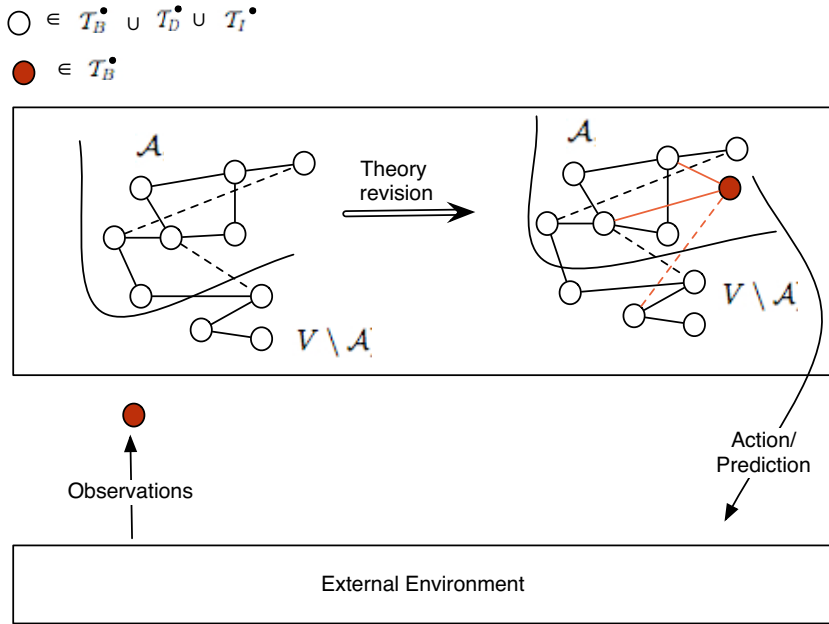 ∈ 𝒯_B^• ∪ 𝒯_D^• ∪ 𝒯_I^•
∈ 𝒯_B^•
𝒜
𝒜
Theory
revision
V \ 𝒜
V \ 𝒜
Action/
Prediction
Observations
External Environment